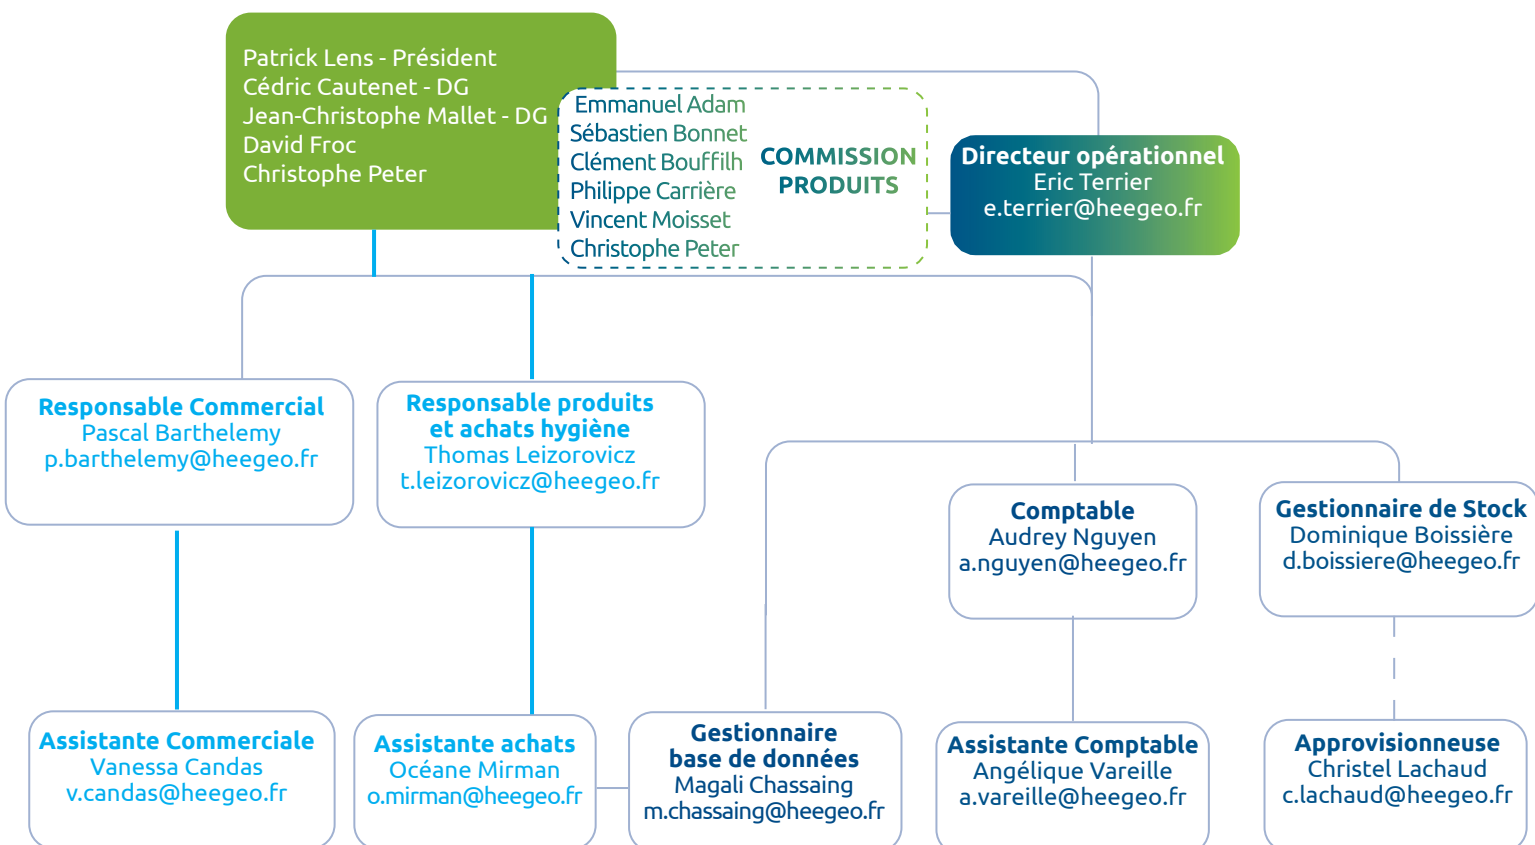 Patrick Lens - Président
Cédric Cautenet - DG
Jean-Christophe Mallet - DG
David Froc
Christophe Peter
Emmanuel Adam
Sébastien Bonnet
Clément Bouffilh
Philippe Carrière
Vincent Moisset
Christophe Peter
COMMISSION
PRODUITS
Directeur opérationnel
Eric Terrier
e.terrier@heegeo.fr
Responsable Commercial
Pascal Barthelemy
p.barthelemy@heegeo.fr
Responsable produits
et achats hygiène
Thomas Leizorovicz
t.leizorovicz@heegeo.fr
Comptable
Audrey Nguyen
a.nguyen@heegeo.fr
Gestionnaire de Stock
Dominique Boissière
d.boissiere@heegeo.fr
Assistante Commerciale
Vanessa Candas
v.candas@heegeo.fr
Assistante achats
Océane Mirman
o.mirman@heegeo.fr
Gestionnaire
base de données
Magali Chassaing
m.chassaing@heegeo.fr
Assistante Comptable
Angélique Vareille
a.vareille@heegeo.fr
Approvisionneuse
Christel Lachaud
c.lachaud@heegeo.fr